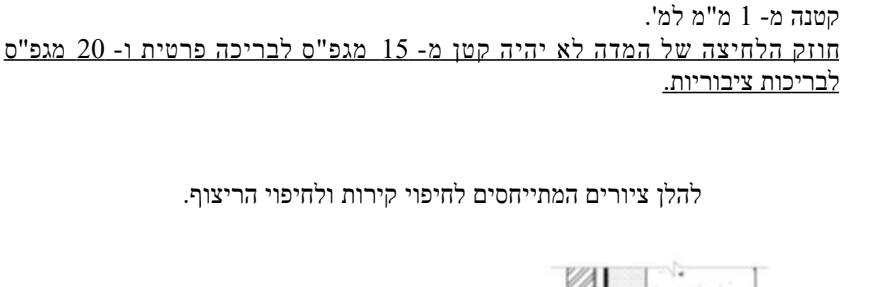 קטנה מ- 1 מ"מ למ'.
חוזק הלחיצה של המדה לא יהיה קטן מ- 15 מגפ"ס לבריכה פרטית ו- 20 מגפ"ס
לבריכות ציבוריות.
להלן ציורים המתייחסים לחיפוי קירות ולחיפוי הריצוף.